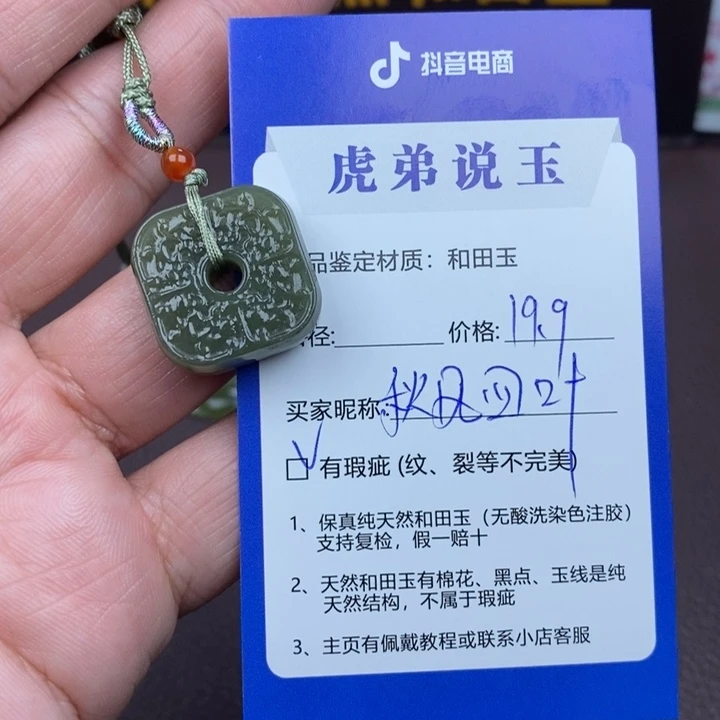 抖音电商
虎弟说玉
品鉴定材质：和田玉
径:
价格: 19.9
买家昵称: 秋风
有瑕疵 (纹、裂等不完美)
1、保真纯天然和田玉（无酸洗染色注胶）
支持复检，假一赔十
2、天然和田玉有棉花、黑点、玉线是纯
天然结构，不属于瑕疵
3、主页有佩戴教程或联系小店客服